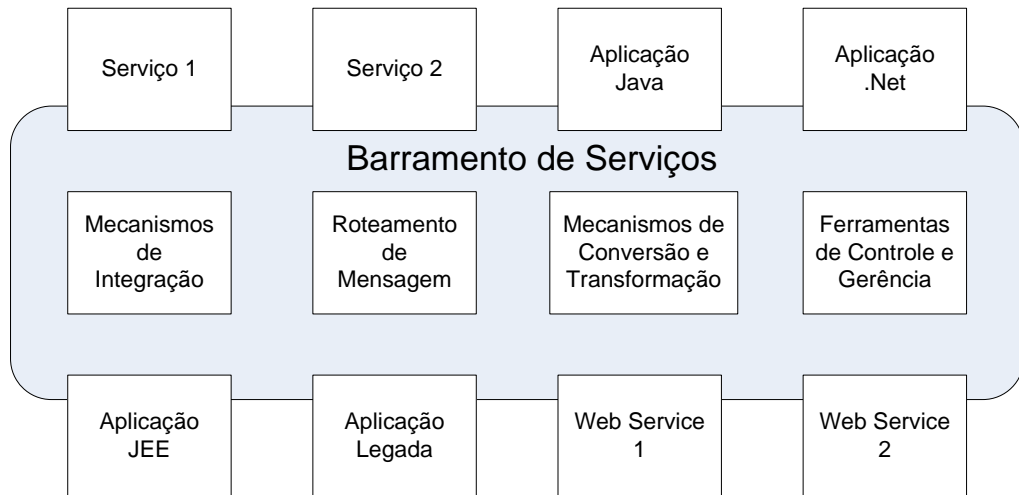 Serviço 1
Serviço 2
Aplicação
Java
Aplicação
.Net
Barramento de Serviços
Mecanismos
de
Integração
Roteamento
de
Mensagem
Mecanismos de
Conversão e
Transformação
Ferramentas
de Controle e
Gerência
Aplicação
JEE
Aplicação
Legada
Web Service
1
Web Service
2